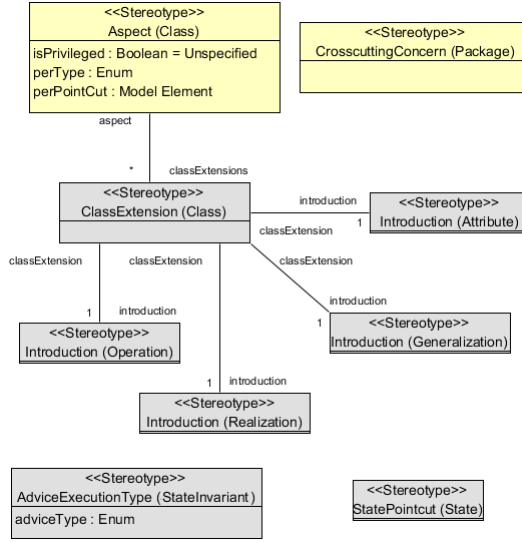 <<Stereotype>>
Aspect (Class)
isPrivileged : Boolean = Unspecified
perType : Enum
perPointCut : Model Element
<<Stereotype>>
CrosscuttingConcern (Package)
aspect
*
classExtensions
<<Stereotype>>
ClassExtension (Class)
introduction
1
classExtension
<<Stereotype>>
Introduction (Attribute)
classExtension
1
introduction
<<Stereotype>>
Introduction (Operation)
classExtension
1
introduction
<<Stereotype>>
Introduction (Realization)
classExtension
introduction
1
<<Stereotype>>
Introduction (Generalization)
<<Stereotype>>
AdviceExecutionType (StateInvariant)
adviceType : Enum
<<Stereotype>>
StatePointcut (State)